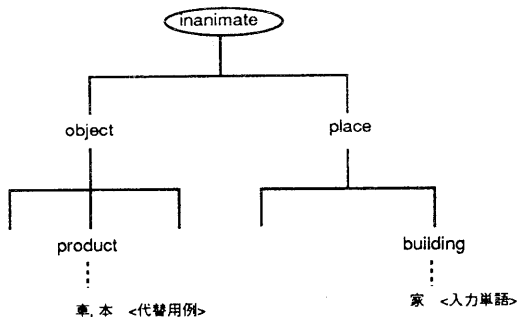 inanimate
object
place
product
building
車, 本 <代替用例>
家 <入力単語>